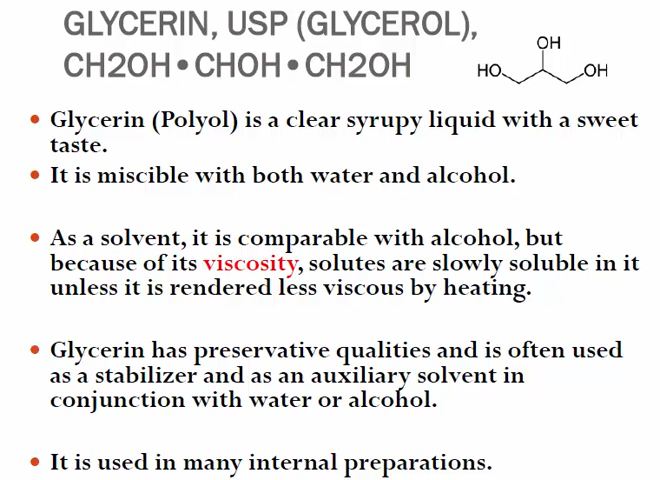 GLYCERIN, USP (GLYCEROL),
CH2OH•CHOH•CH2OH
OH
HO
OH
• Glycerin (Polyol) is a clear syrupy liquid with a sweet
taste.
• It is miscible with both water and alcohol.
• As a solvent, it is comparable with alcohol, but
because of its viscosity, solutes are slowly soluble in it
unless it is rendered less viscous by heating.
• Glycerin has preservative qualities and is often used
as a stabilizer and as an auxiliary solvent in
conjunction with water or alcohol.
• It is used in many internal preparations.